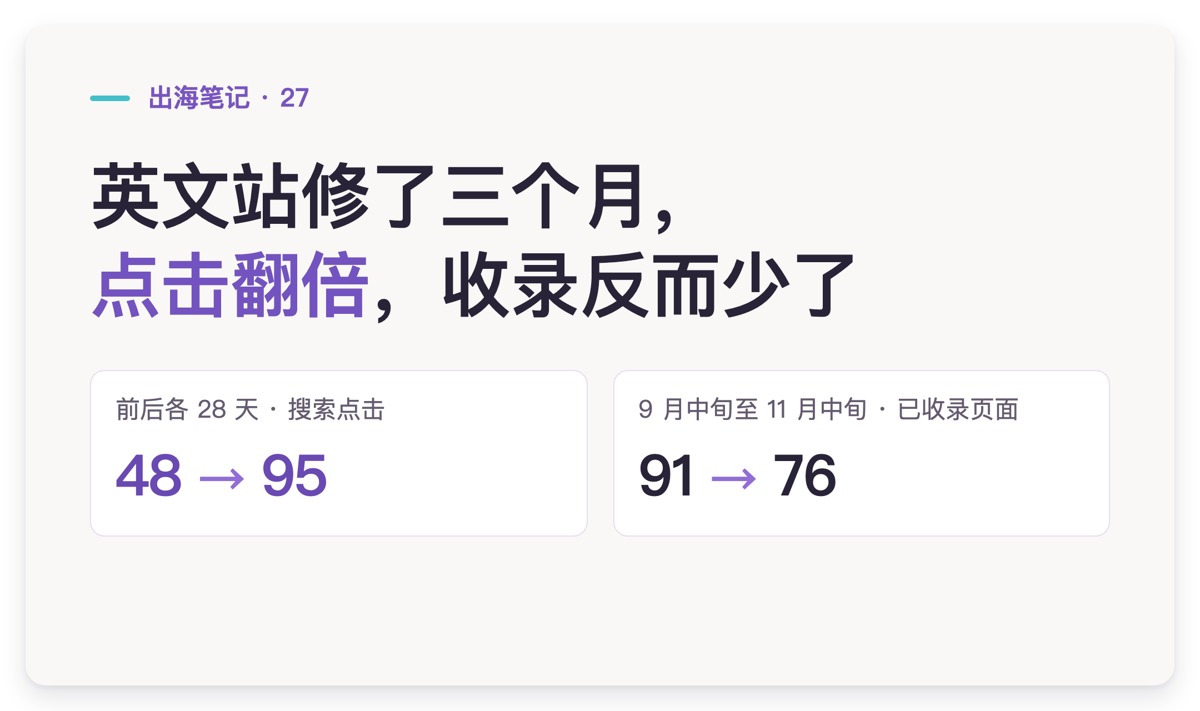 出海笔记 · 27
英文站修了三个月，
点击翻倍，收录反而少了
前后各 28 天 · 搜索点击
48 → 95
9 月中旬至 11 月中旬 · 已收录页面
91 → 76